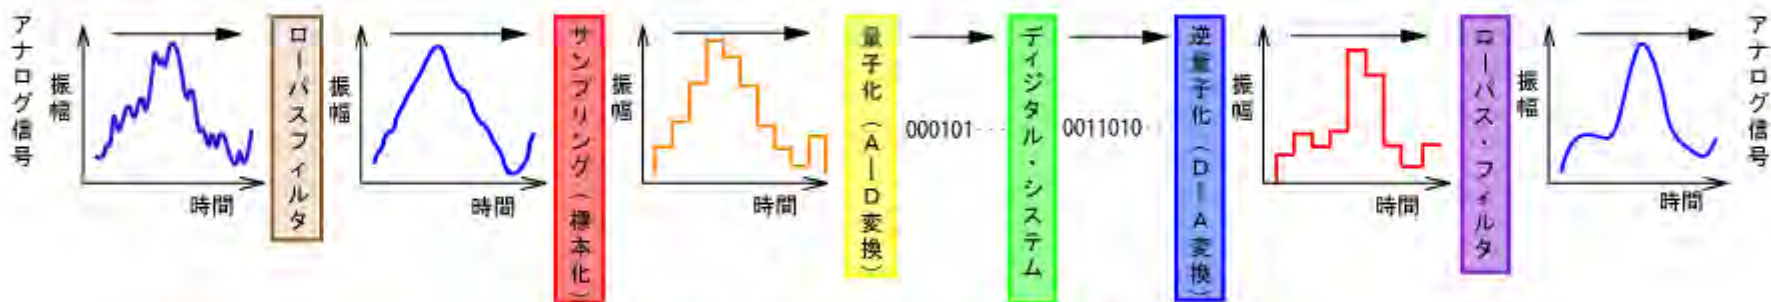 アナログ信号
振幅
時間
ローパスフィルタ
振幅
時間
サンプリング(標本化)
振幅
時間
量子化(A—D変換)
000101…
ディジタル・システム
0011010…
逆量子化(D—A変換)
振幅
時間
ローパス・フィルタ
振幅
時間
アナログ信号